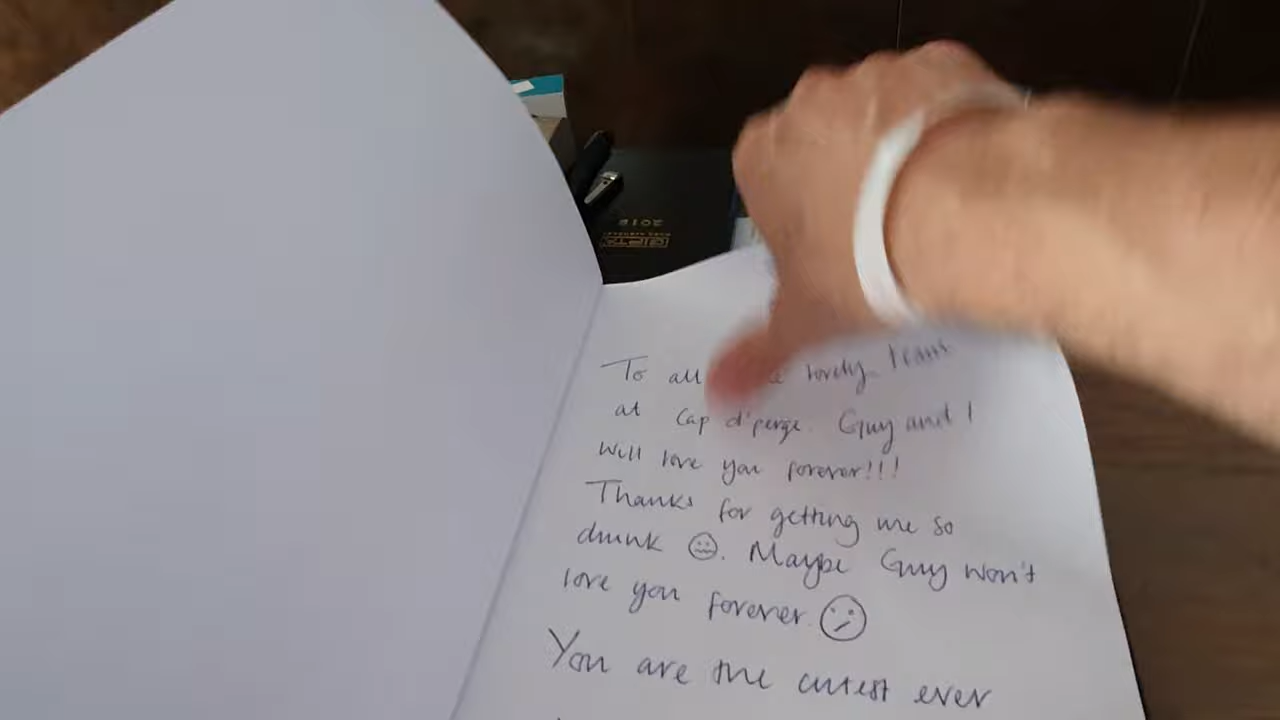 2018
To all lovely team
at Cap d'perge. Guy and I
will love you forever!!!
Thanks for getting me so
drunk. Maybe Guy won't
love you forever.
You are the cutest ever